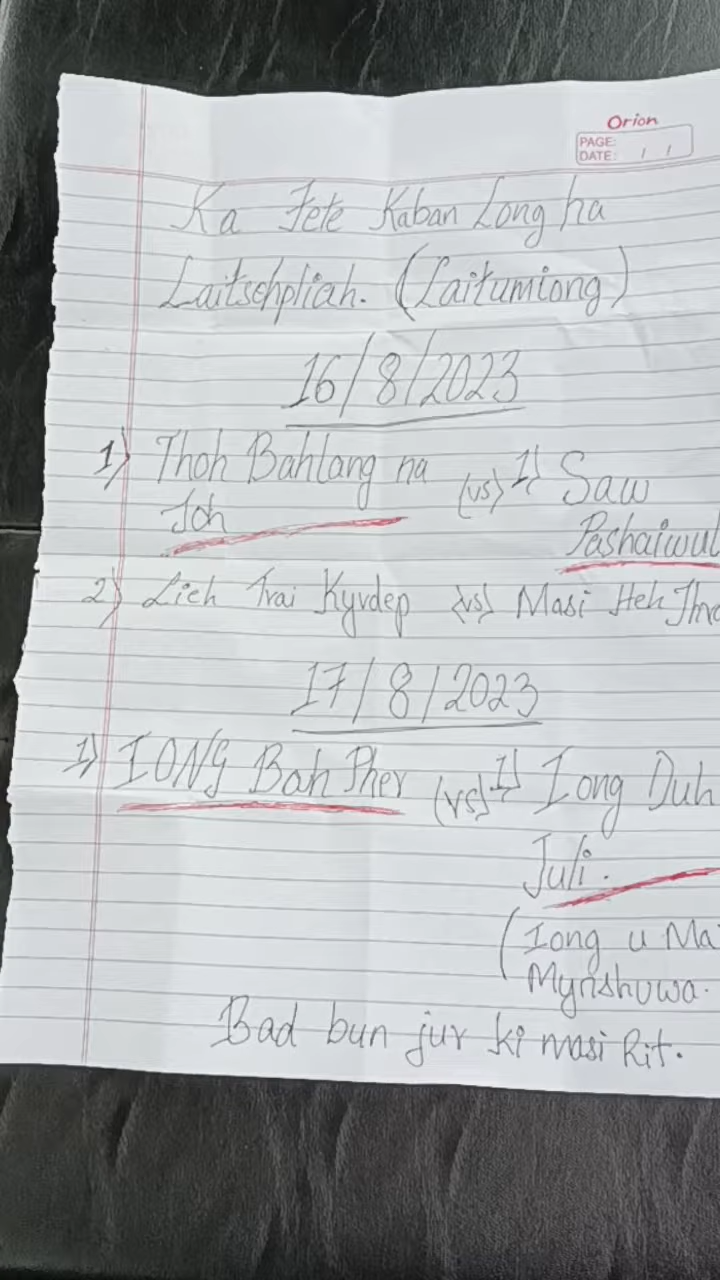 Orion
PAGE:
DATE: / /
Ka Fete Kaban Long ha
Laitsohpliah. (Laitumiong)
16/8/2023
1) Thoh Bahlang na (vs) 1) Saw
Joh Pashaiwul
2) Lieh Trai Kyrdep (vs) Masi Heh
17/8/2023
1) IONG Bah Pher (vs) 1) Iong Duh
Juli.
(Iong u Ma
Mynshuwa.
Bad bun jur ki masi Rit.